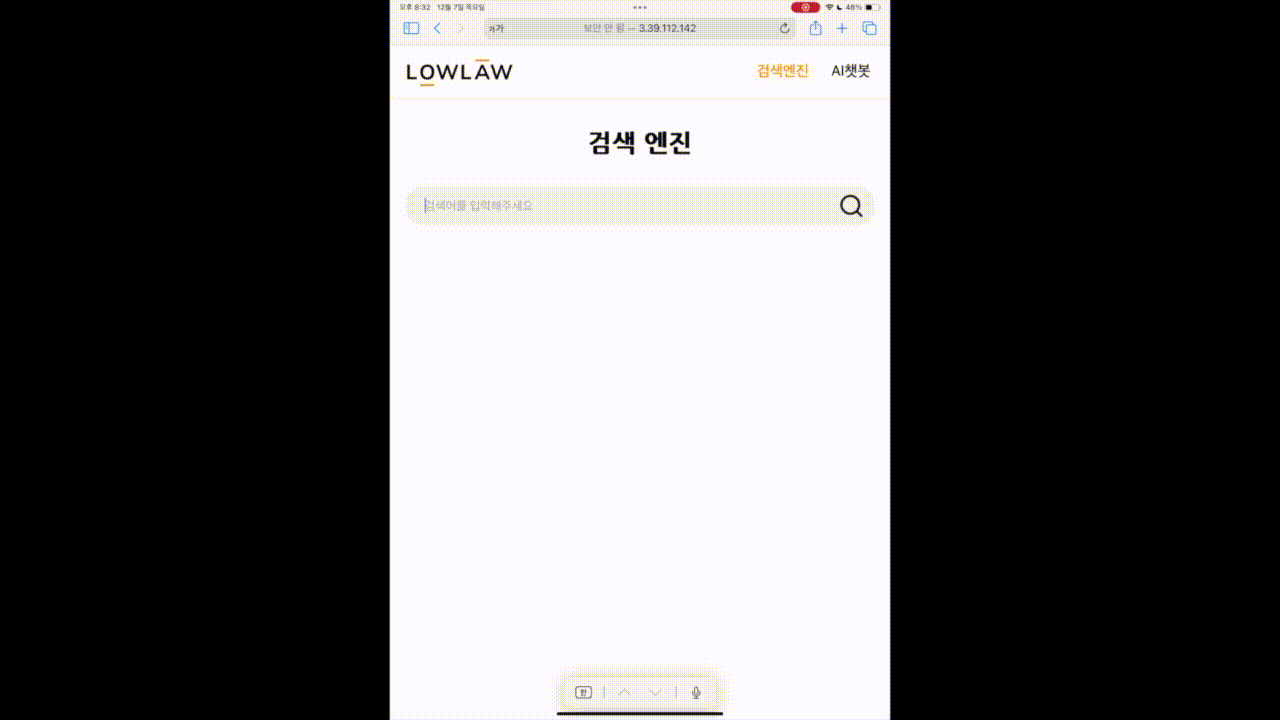 오후 8:32 12월 7일 목요일
48%
가가
보안 안 됨 — 3.39.112.142
LOWLAW
검색엔진
AI챗봇
검색 엔진
검색어를 입력해주세요
한